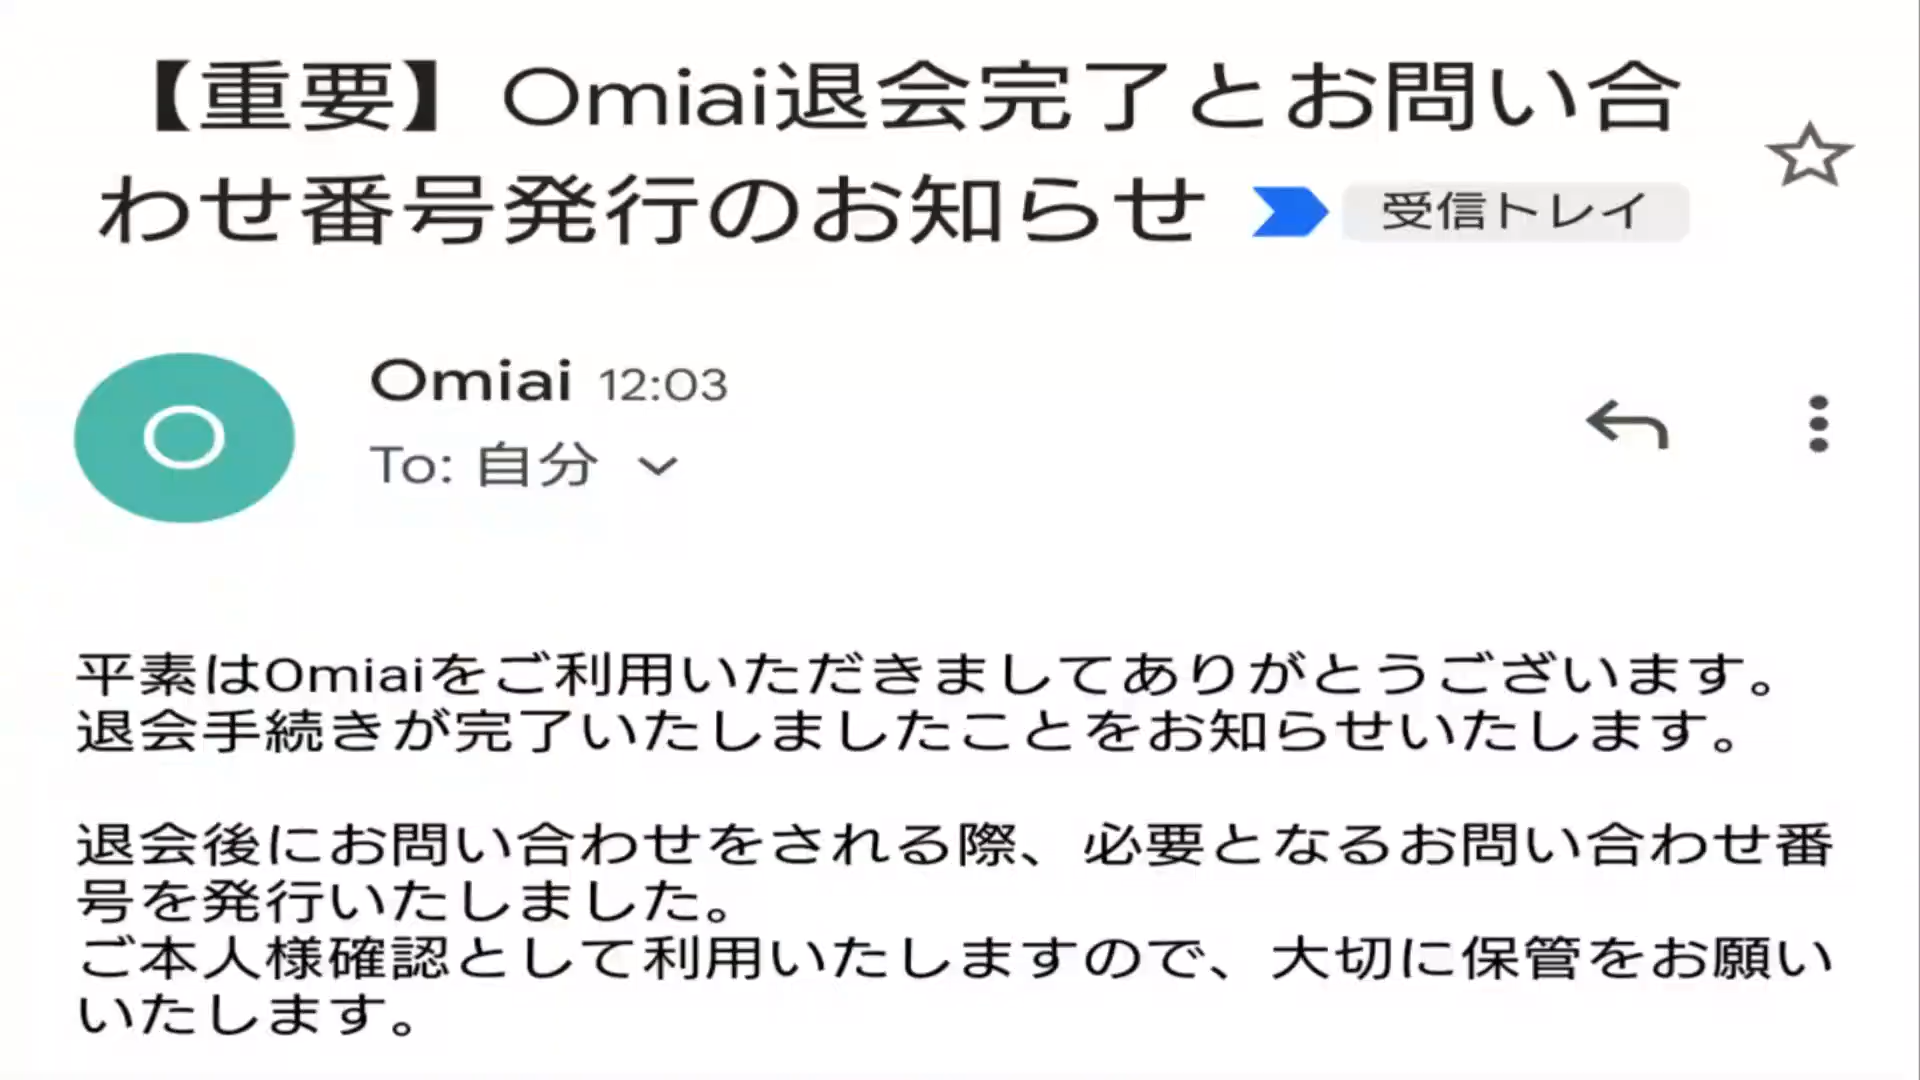 【重要】Omiai退会完了とお問い合
わせ番号発行のお知らせ 受信トレイ
O
Omiai 12:03
To: 自分
平素はOmiaiをご利用いただきましてありがとうございます。
退会手続きが完了いたしましたことをお知らせいたします。
退会後にお問い合わせをされる際、必要となるお問い合わせ番
号を発行いたしました。
ご本人様確認として利用いたしますので、大切に保管をお願い
いたします。